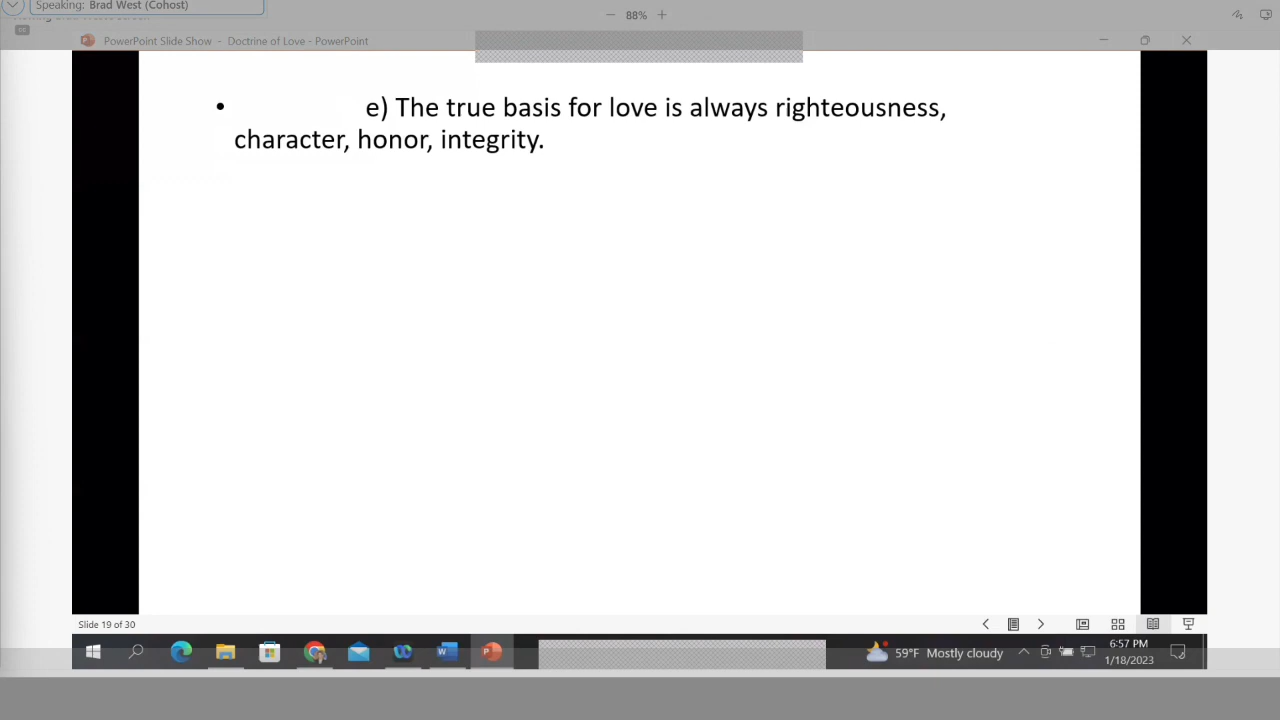 Speaking: Brad West (Cohost)
88%
PowerPoint Slide Show - Doctrine of Love - PowerPoint
• e) The true basis for love is always righteousness,
character, honor, integrity.
Slide 19 of 30
59°F Mostly cloudy
6:57 PM
1/18/2023